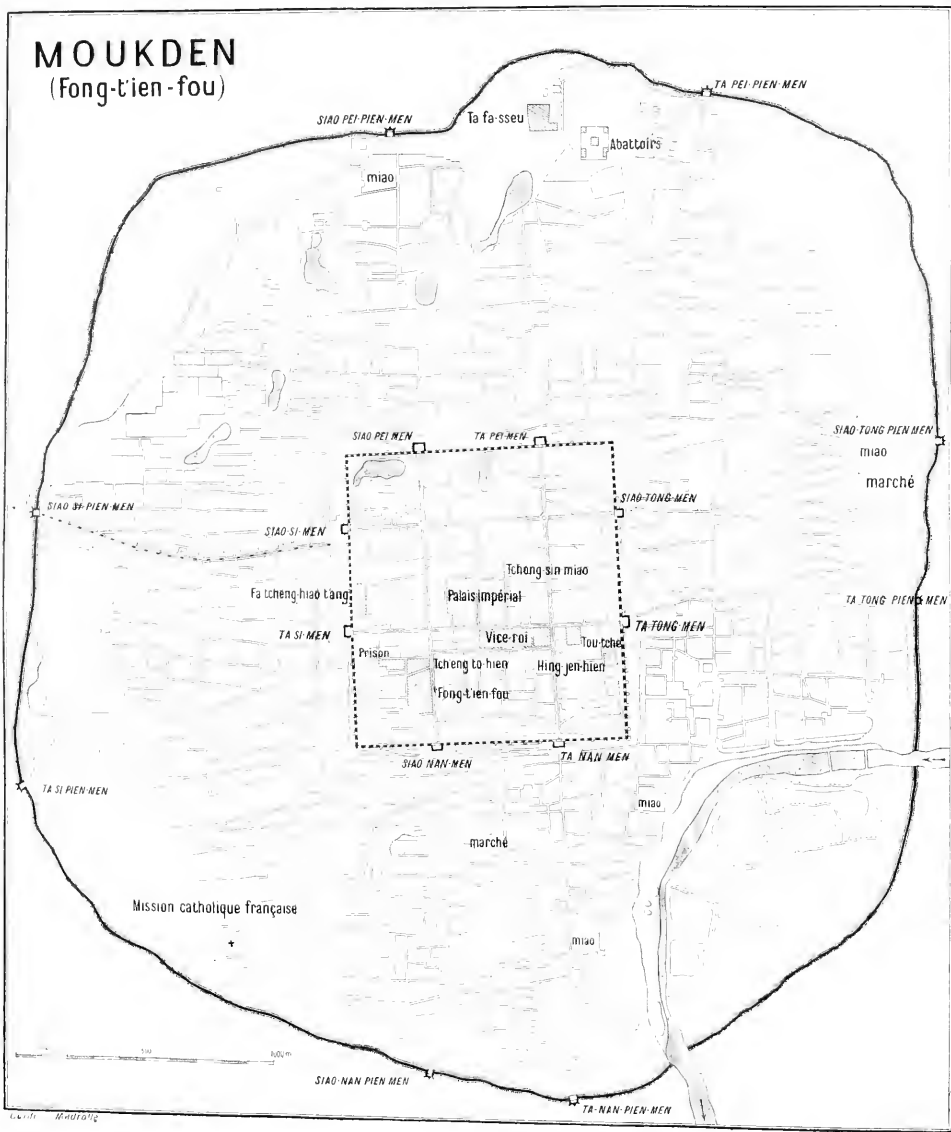 MOUKDEN
(Fong-t'ien-fou)
TA PEI-PIEN-MEN
SIAO PEI-PIEN-MEN
Ta fa-sseu
Abattoirs
miao
SIAO PEI MEN
TA PEI-MEN
SIAO-TONG PIEN MEN
miao
marché
SIAO SI-PIEN-MEN
SIAO-TONG-MEN
SIAO-SI-MEN
Tchong sin miao
Fa tcheng hiao tang
Palais impérial
TA TONG PIEN-MEN
TA SI-MEN
Vice-roi
Tou-tche
TA TONG MEN
Prison
Tcheng to hien
Hing-jen-hien
Fong-t'ien-fou
SIAO NAN-MEN
TA NAN MEN
TA SI PIEN-MEN
miao
marché
Mission catholique française
miao
500
1000 m
SIAO-NAN PIEN MEN
TA-NAN-PIEN-MEN
Madrolle